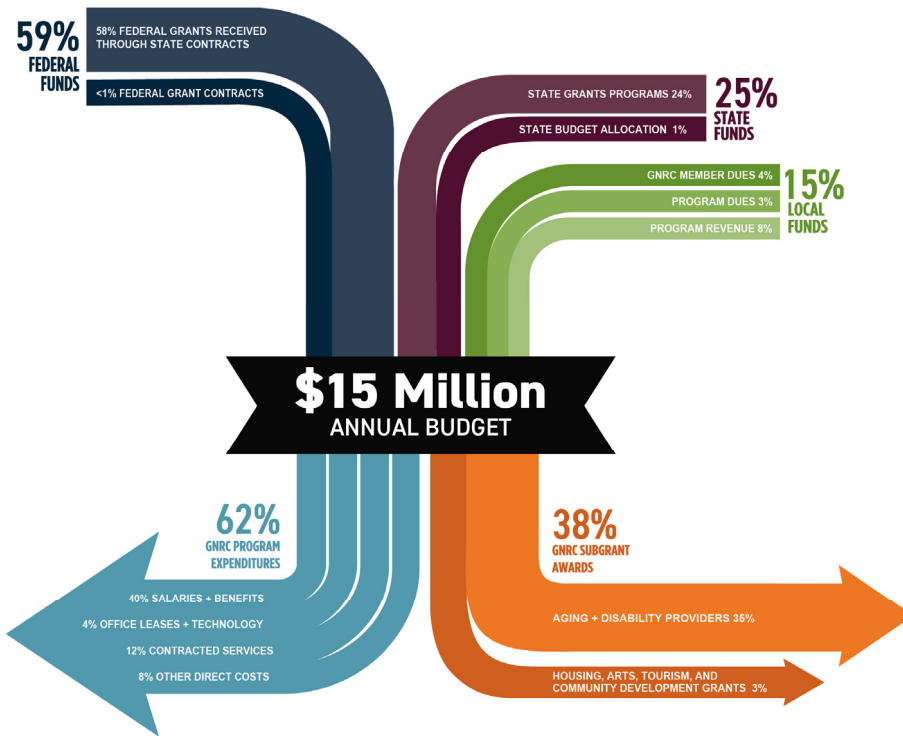 59%
FEDERAL
FUNDS
58% FEDERAL GRANTS RECEIVED
THROUGH STATE CONTRACTS
<1% FEDERAL GRANT CONTRACTS
STATE GRANTS PROGRAMS 24%
STATE BUDGET ALLOCATION 1%
25%
STATE
FUNDS
GNRC MEMBER DUES 4%
PROGRAM DUES 3%
PROGRAM REVENUE 8%
15%
LOCAL
FUNDS
$15 Million
ANNUAL BUDGET
62%
GNRC PROGRAM
EXPENDITURES
40% SALARIES + BENEFITS
4% OFFICE LEASES + TECHNOLOGY
12% CONTRACTED SERVICES
8% OTHER DIRECT COSTS
38%
GNRC SUBGRANT
AWARDS
AGING + DISABILITY PROVIDERS 35%
HOUSING, ARTS, TOURISM, AND
COMMUNITY DEVELOPMENT GRANTS 3%